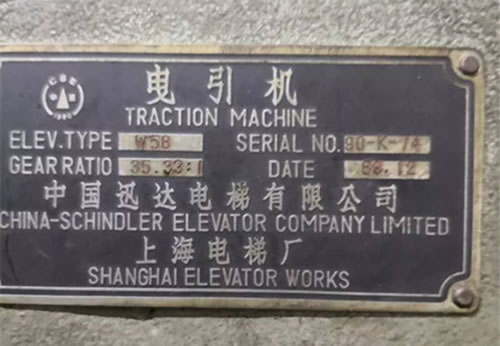 电引机
TRACTION MACHINE
ELEV.TYPE W58 SERIAL NO. 90-K-74
GEAR RATIO 35.33:1 DATE 89.12
中国迅达电梯有限公司
CHINA-SCHINDLER ELEVATOR COMPANY LIMITED
上海电梯厂
SHANGHAI ELEVATOR WORKS